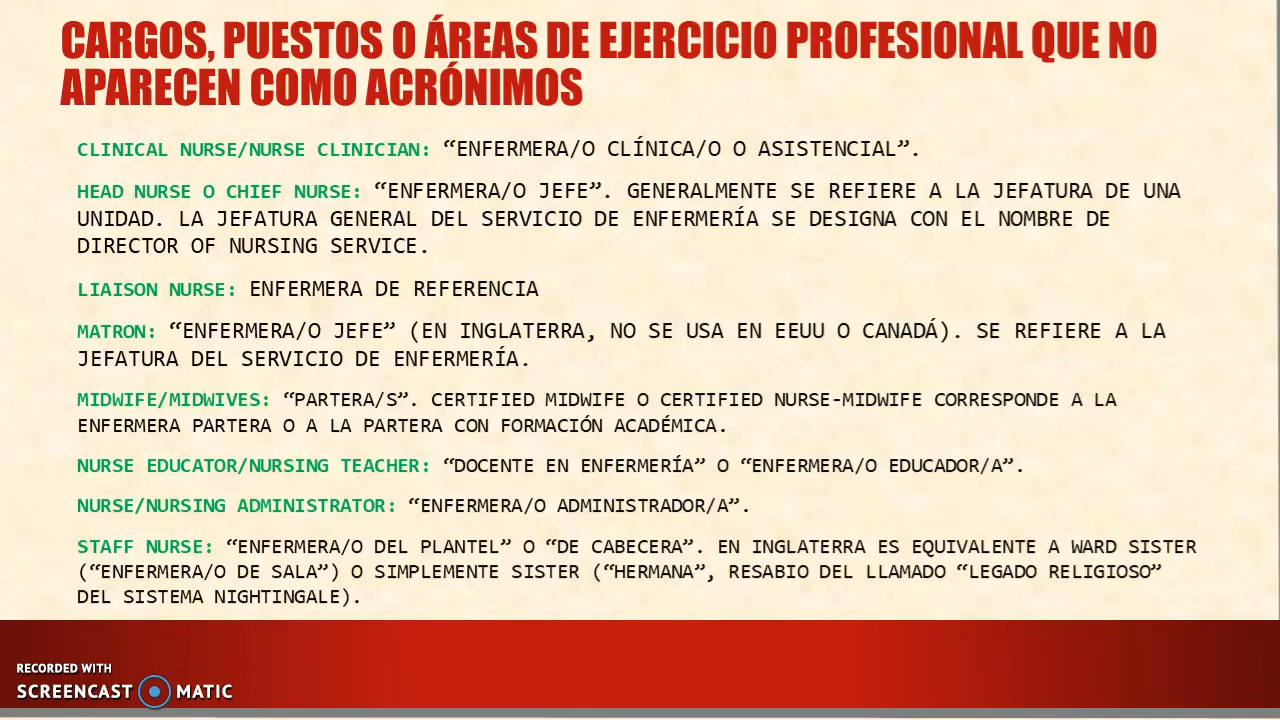 CARGOS, PUESTOS O ÁREAS DE EJERCICIO PROFESIONAL QUE NO
APARECEN COMO ACRÓNIMOS
CLINICAL NURSE/NURSE CLINICIAN: “ENFERMERA/O CLÍNICA/O O ASISTENCIAL”.
HEAD NURSE O CHIEF NURSE: “ENFERMERA/O JEFE”. GENERALMENTE SE REFIERE A LA JEFATURA DE UNA
UNIDAD. LA JEFATURA GENERAL DEL SERVICIO DE ENFERMERÍA SE DESIGNA CON EL NOMBRE DE
DIRECTOR OF NURSING SERVICE.
LIAISON NURSE: ENFERMERA DE REFERENCIA
MATRON: “ENFERMERA/O JEFE” (EN INGLATERRA, NO SE USA EN EEUU O CANADÁ). SE REFIERE A LA
JEFATURA DEL SERVICIO DE ENFERMERÍA.
MIDWIFE/MIDWIVES: “PARTERA/S”. CERTIFIED MIDWIFE O CERTIFIED NURSE-MIDWIFE CORRESPONDE A LA
ENFERMERA PARTERA O A LA PARTERA CON FORMACIÓN ACADÉMICA.
NURSE EDUCATOR/NURSING TEACHER: “DOCENTE EN ENFERMERÍA” O “ENFERMERA/O EDUCADOR/A”.
NURSE/NURSING ADMINISTRATOR: “ENFERMERA/O ADMINISTRADOR/A”.
STAFF NURSE: “ENFERMERA/O DEL PLANTEL” O “DE CABECERA”. EN INGLATERRA ES EQUIVALENTE A WARD SISTER
(“ENFERMERA/O DE SALA”) O SIMPLEMENTE SISTER (“HERMANA”, RESABIO DEL LLAMADO “LEGADO RELIGIOSO”
DEL SISTEMA NIGHTINGALE).
RECORDED WITH
SCREENCAST MATIC